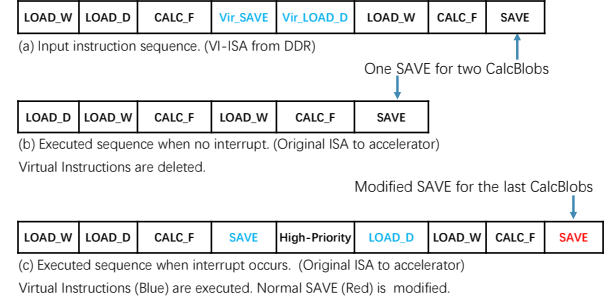 LOAD_W LOAD_D CALC_F Vir_SAVE Vir_LOAD_D LOAD_W CALC_F SAVE
(a) Input instruction sequence. (VI-ISA from DDR)
One SAVE for two CalcBlobs
LOAD_D LOAD_W CALC_F LOAD_W CALC_F SAVE
(b) Executed sequence when no interrupt. (Original ISA to accelerator)
Virtual Instructions are deleted.
Modified SAVE for the last CalcBlobs
LOAD_W LOAD_D CALC_F SAVE High-Priority LOAD_D LOAD_W CALC_F SAVE
(c) Executed sequence when interrupt occurs. (Original ISA to accelerator)
Virtual Instructions (Blue) are executed. Normal SAVE (Red) is modified.